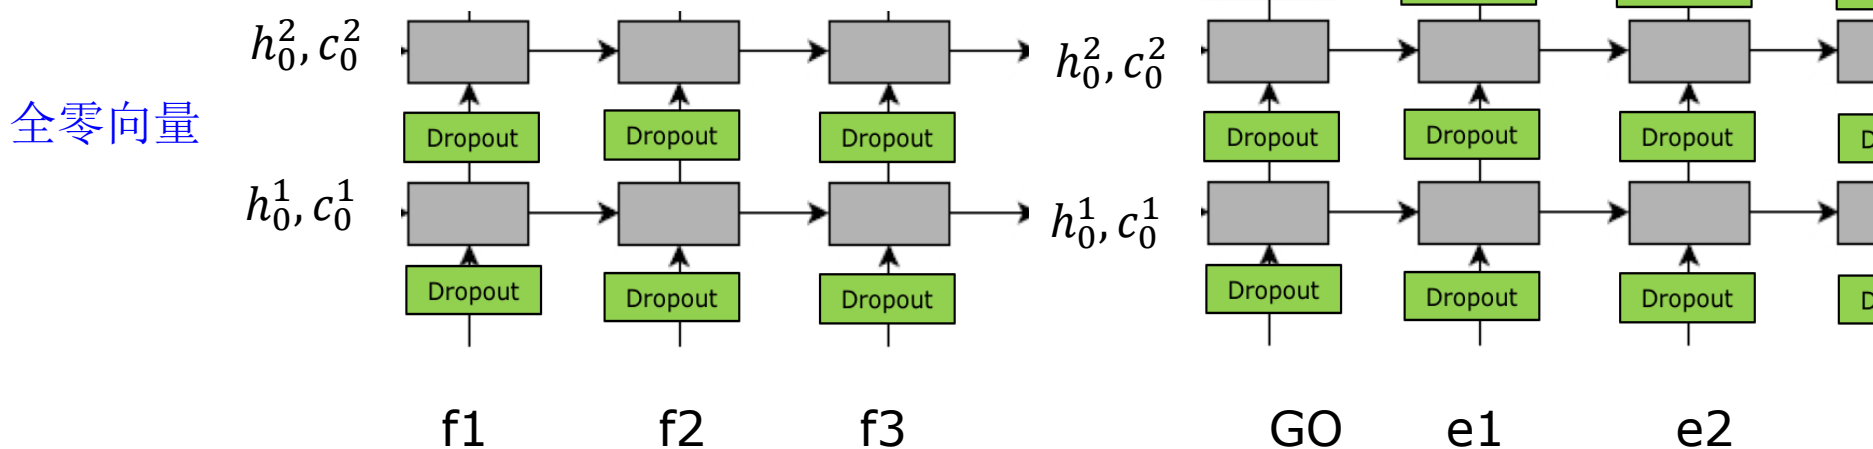 $h_0^2, c_0^2$ $h_0^2, c_0^2$
全零向量
Dropout Dropout Dropout Dropout Dropout Dropout
$h_0^1, c_0^1$ $h_0^1, c_0^1$
Dropout Dropout Dropout Dropout Dropout Dropout
f1 f2 f3 GO e1 e2